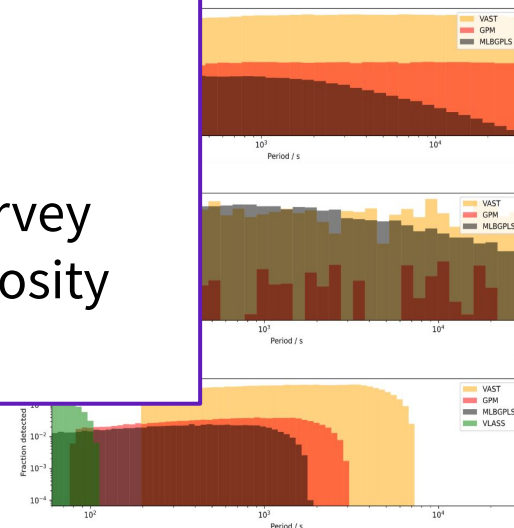 rvey
osity
VAST
GPM
MLBGPLS
10³
10⁴
Period / s
VAST
GPM
MLBGPLS
10³
10⁴
Period / s
VAST
GPM
MLBGPLS
VLASS
Fraction detected
10⁻²
10⁻³
10⁻⁴
10²
10³
10⁴
Period / s